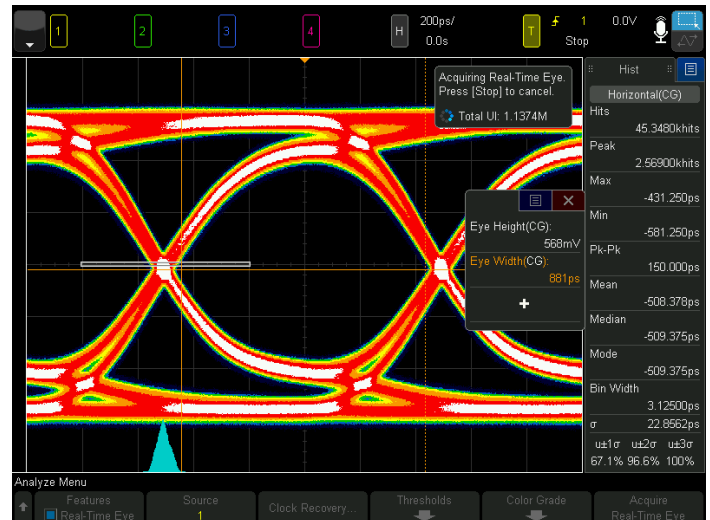 1
2
3
4
H
200ps/
0.0s
T
1
0.0V
Stop
Acquiring Real-Time Eye.
Press [Stop] to cancel.
Total UI: 1.1374M
Eye Height(CG):
568mV
Eye Width(CG):
881ps
+
Hist
Horizontal(CG)
Hits
45.3480khits
Peak
2.56900khits
Max
-431.250ps
Min
-581.250ps
Pk-Pk
150.000ps
Mean
-508.378ps
Median
-509.375ps
Mode
-509.375ps
Bin Width
3.12500ps
σ
22.8562ps
u±1σ u±2σ u±3σ
67.1% 96.6% 100%
Analyze Menu
Features
Real-Time Eye
Source
1
Clock Recovery...
Thresholds
Color Grade
Acquire
Real-Time Eye